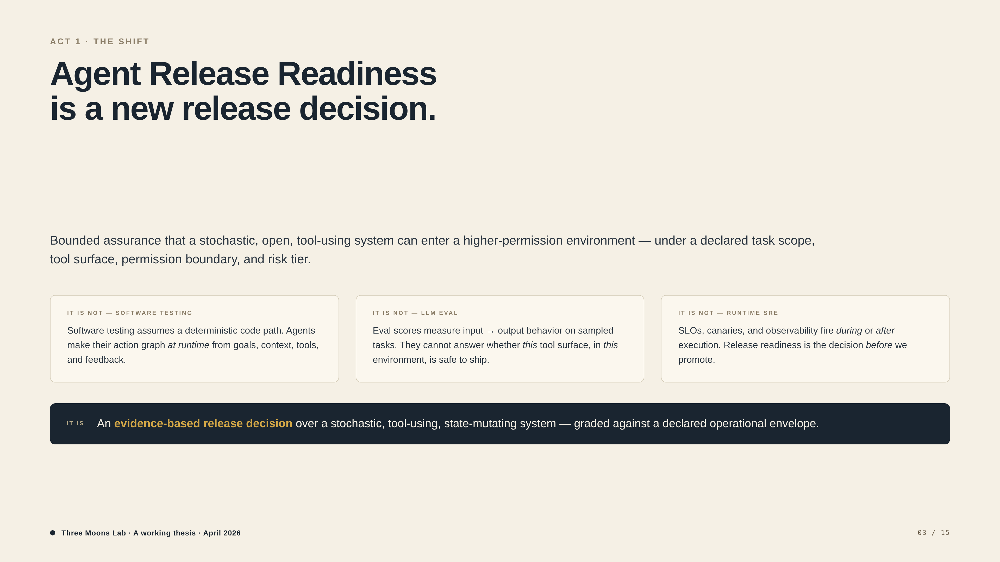 ACT 1 · THE SHIFT
Agent Release Readiness
is a new release decision.
Bounded assurance that a stochastic, open, tool-using system can enter a higher-permission environment — under a declared task scope,
tool surface, permission boundary, and risk tier.
IT IS NOT — SOFTWARE TESTING
Software testing assumes a deterministic code path. Agents
make their action graph at runtime from goals, context, tools,
and feedback.
IT IS NOT — LLM EVAL
Eval scores measure input → output behavior on sampled
tasks. They cannot answer whether this tool surface, in this
environment, is safe to ship.
IT IS NOT — RUNTIME SRE
SLOs, canaries, and observability fire during or after
execution. Release readiness is the decision before we
promote.
IT IS An evidence-based release decision over a stochastic, tool-using, state-mutating system — graded against a declared operational envelope.
Three Moons Lab · A working thesis · April 2026
03 / 15